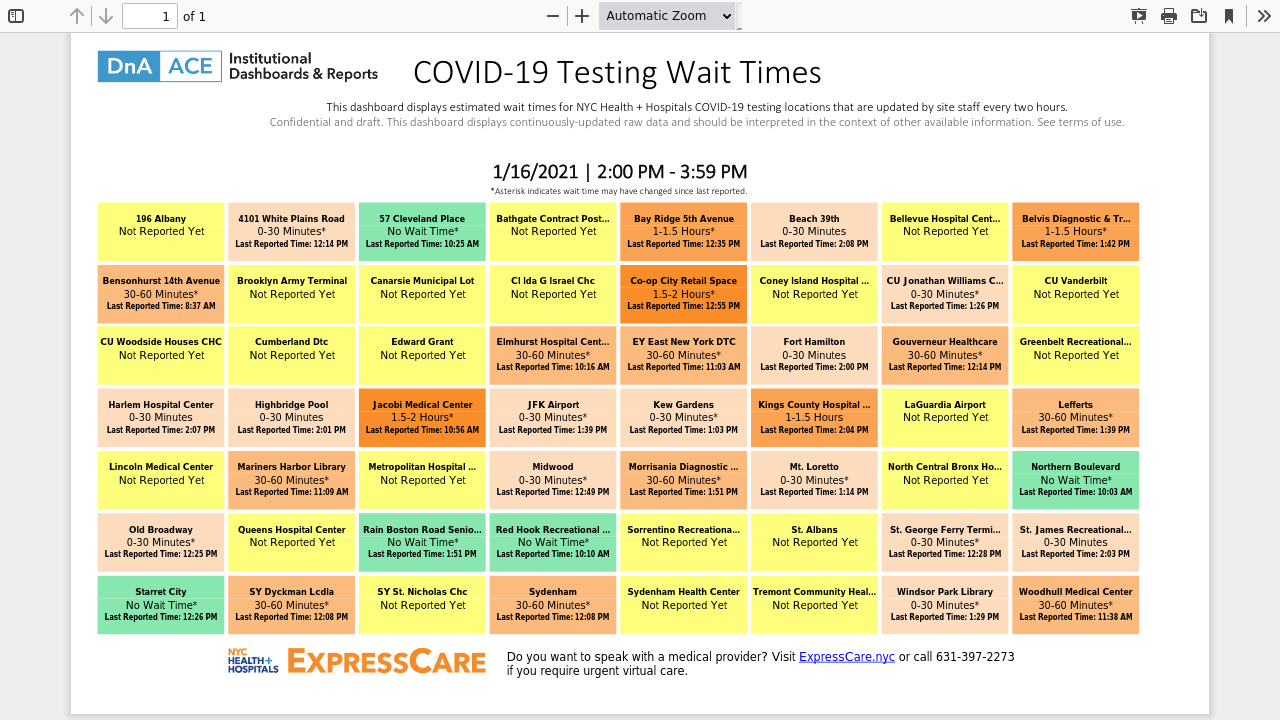 1
of 1
Automatic Zoom
DnA ACE Institutional
Dashboards & Reports
COVID-19 Testing Wait Times
This dashboard displays estimated wait times for NYC Health + Hospitals COVID-19 testing locations that are updated by site staff every two hours.
Confidential and draft. This dashboard displays continuously-updated raw data and should be interpreted in the context of other available information. See terms of use.
1/16/2021 | 2:00 PM - 3:59 PM
*Asterisk indicates wait time may have changed since last reported.
196 Albany
Not Reported Yet
4101 White Plains Road
0-30 Minutes*
Last Reported Time: 12:14 PM
57 Cleveland Place
No Wait Time*
Last Reported Time: 10:25 AM
Bathgate Contract Post...
Not Reported Yet
Bay Ridge 5th Avenue
1-1.5 Hours*
Last Reported Time: 12:35 PM
Beach 39th
0-30 Minutes
Last Reported Time: 2:08 PM
Bellevue Hospital Cent...
Not Reported Yet
Belvis Diagnostic & Tr...
1-1.5 Hours*
Last Reported Time: 1:42 PM
Bensonhurst 14th Avenue
30-60 Minutes*
Last Reported Time: 8:37 AM
Brooklyn Army Terminal
Not Reported Yet
Canarsie Municipal Lot
Not Reported Yet
Cl Ida G Israel Chc
Not Reported Yet
Co-op City Retail Space
1.5-2 Hours*
Last Reported Time: 12:55 PM
Coney Island Hospital ...
Not Reported Yet
CU Jonathan Williams C...
0-30 Minutes*
Last Reported Time: 1:26 PM
CU Vanderbilt
Not Reported Yet
CU Woodside Houses CHC
Not Reported Yet
Cumberland Dtc
Not Reported Yet
Edward Grant
Not Reported Yet
Elmhurst Hospital Cent...
30-60 Minutes*
Last Reported Time: 10:16 AM
EY East New York DTC
30-60 Minutes*
Last Reported Time: 11:03 AM
Fort Hamilton
0-30 Minutes
Last Reported Time: 2:00 PM
Gouverneur Healthcare
30-60 Minutes*
Last Reported Time: 12:14 PM
Greenbelt Recreational...
Not Reported Yet
Harlem Hospital Center
0-30 Minutes
Last Reported Time: 2:07 PM
Highbridge Pool
0-30 Minutes
Last Reported Time: 2:01 PM
Jacobi Medical Center
1.5-2 Hours*
Last Reported Time: 10:56 AM
JFK Airport
0-30 Minutes*
Last Reported Time: 1:39 PM
Kew Gardens
0-30 Minutes*
Last Reported Time: 1:03 PM
Kings County Hospital ...
1-1.5 Hours
Last Reported Time: 2:04 PM
LaGuardia Airport
Not Reported Yet
Lefferts
30-60 Minutes*
Last Reported Time: 1:39 PM
Lincoln Medical Center
Not Reported Yet
Mariners Harbor Library
30-60 Minutes*
Last Reported Time: 11:09 AM
Metropolitan Hospital ...
Not Reported Yet
Midwood
0-30 Minutes*
Last Reported Time: 12:49 PM
Morrisania Diagnostic ...
30-60 Minutes*
Last Reported Time: 1:51 PM
Mt. Loretto
0-30 Minutes*
Last Reported Time: 1:14 PM
North Central Bronx Ho...
Not Reported Yet
Northern Boulevard
No Wait Time*
Last Reported Time: 10:03 AM
Old Broadway
0-30 Minutes*
Last Reported Time: 12:25 PM
Queens Hospital Center
Not Reported Yet
Rain Boston Road Senio...
No Wait Time*
Last Reported Time: 1:51 PM
Red Hook Recreational ...
No Wait Time*
Last Reported Time: 10:10 AM
Sorrentino Recreationa...
Not Reported Yet
St. Albans
Not Reported Yet
St. George Ferry Termi...
0-30 Minutes*
Last Reported Time: 12:28 PM
St. James Recreational...
0-30 Minutes
Last Reported Time: 2:03 PM
Starret City
No Wait Time*
Last Reported Time: 12:26 PM
SY Dyckman Lcdla
30-60 Minutes*
Last Reported Time: 12:08 PM
SY St. Nicholas Chc
Not Reported Yet
Sydenham
30-60 Minutes*
Last Reported Time: 12:08 PM
Sydenham Health Center
Not Reported Yet
Tremont Community Heal...
Not Reported Yet
Windsor Park Library
0-30 Minutes*
Last Reported Time: 1:29 PM
Woodhull Medical Center
30-60 Minutes*
Last Reported Time: 11:38 AM
NYC
HEALTH+
HOSPITALS
EXPRESSCARE
Do you want to speak with a medical provider? Visit ExpressCare.nyc or call 631-397-2273
if you require urgent virtual care.